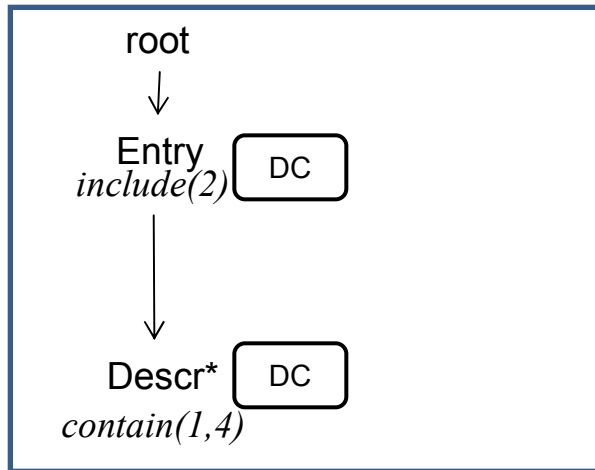 root
Entry DC
include(2)
Descr* DC
contain(1,4)